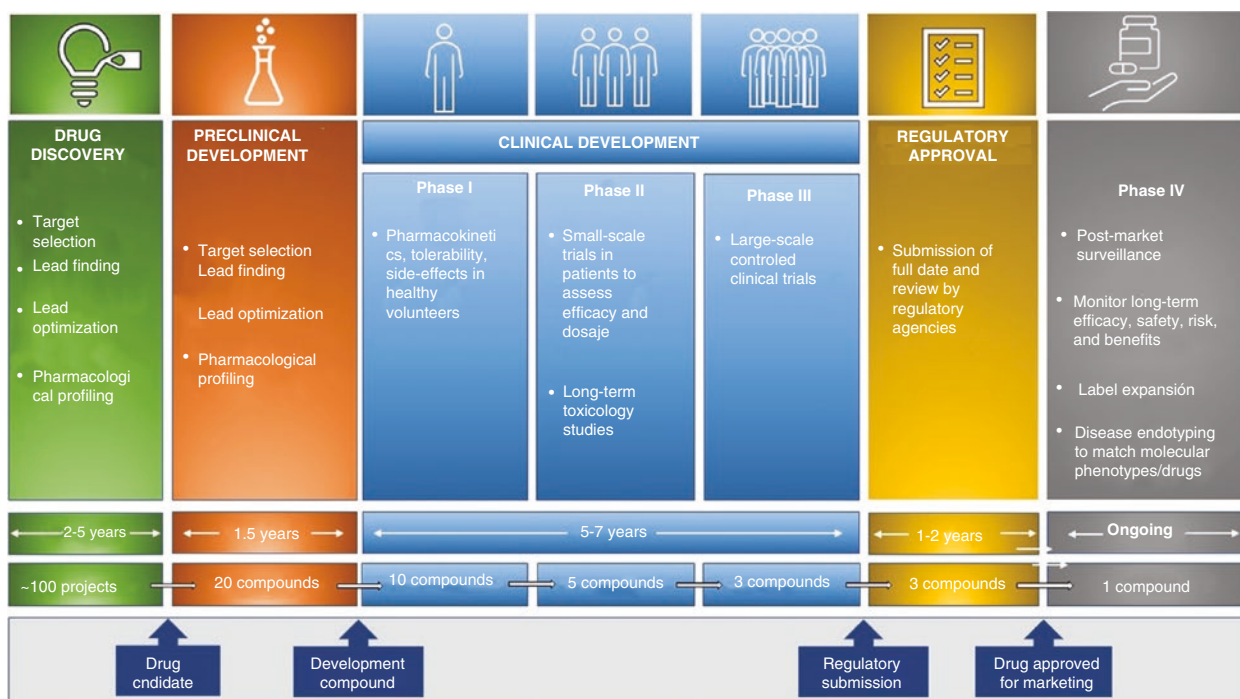 DRUG
DISCOVERY
• Target
selection
• Lead finding
• Lead
optimization
• Pharmacologi
cal profiling
PRECLINICAL
DEVELOPMENT
• Target selection
Lead finding
Lead optimization
• Pharmacological
profiling
CLINICAL DEVELOPMENT
Phase I
• Pharmacokineti
cs, tolerability,
side-effects in
healthy
volunteers
Phase II
• Small-scale
trials in
patients to
assess
efficacy and
dosaje
• Long-term
toxicology
studies
Phase III
• Large-scale
controled
clinical trials
REGULATORY
APPROVAL
• Submission of
full date and
review by
regulatory
agencies
Phase IV
• Post-market
surveillance
• Monitor long-term
efficacy, safety, risk,
and benefits
• Label expansión
• Disease endotyping
to match molecular
phenotypes/drugs
2-5 years
1.5 years
5-7 years
1-2 years
Ongoing
~100 projects
20 compounds
10 compounds
5 compounds
3 compounds
3 compounds
1 compound
Drug
cndidate
Development
compound
Regulatory
submission
Drug approved
for marketing